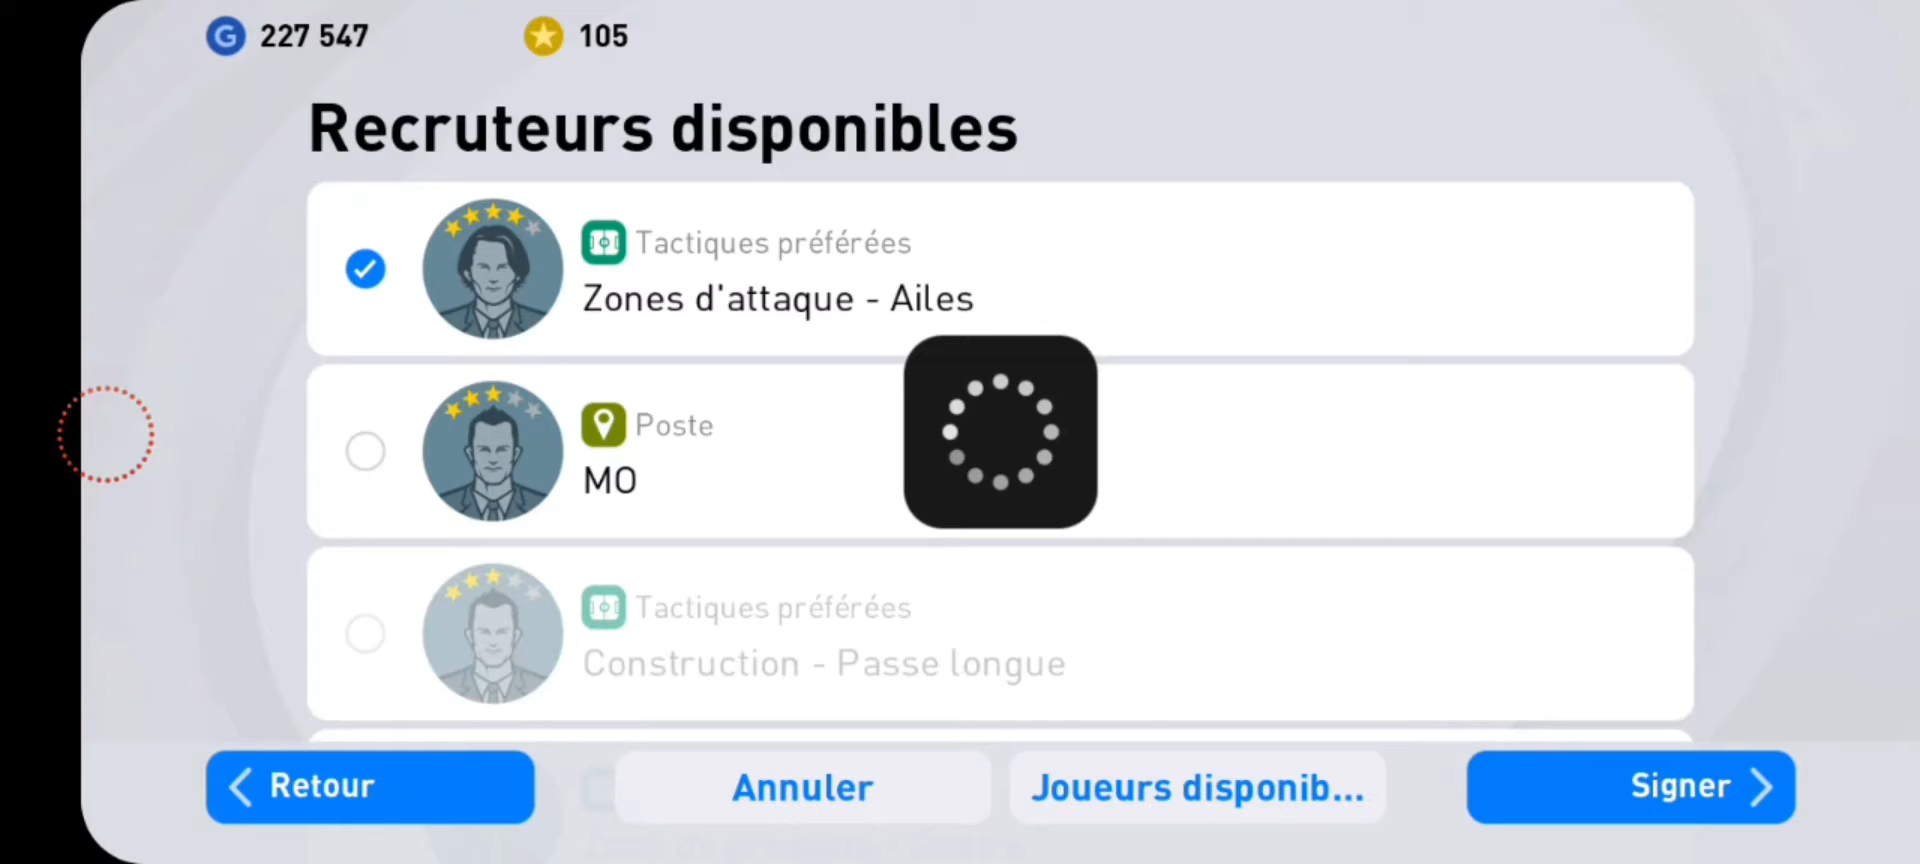 G 227 547 105
Recruteurs disponibles
Tactiques préférées
Zones d'attaque - Ailes
Poste
MO
Tactiques préférées
Construction - Passe longue
Retour Annuler Joueurs disponib... Signer